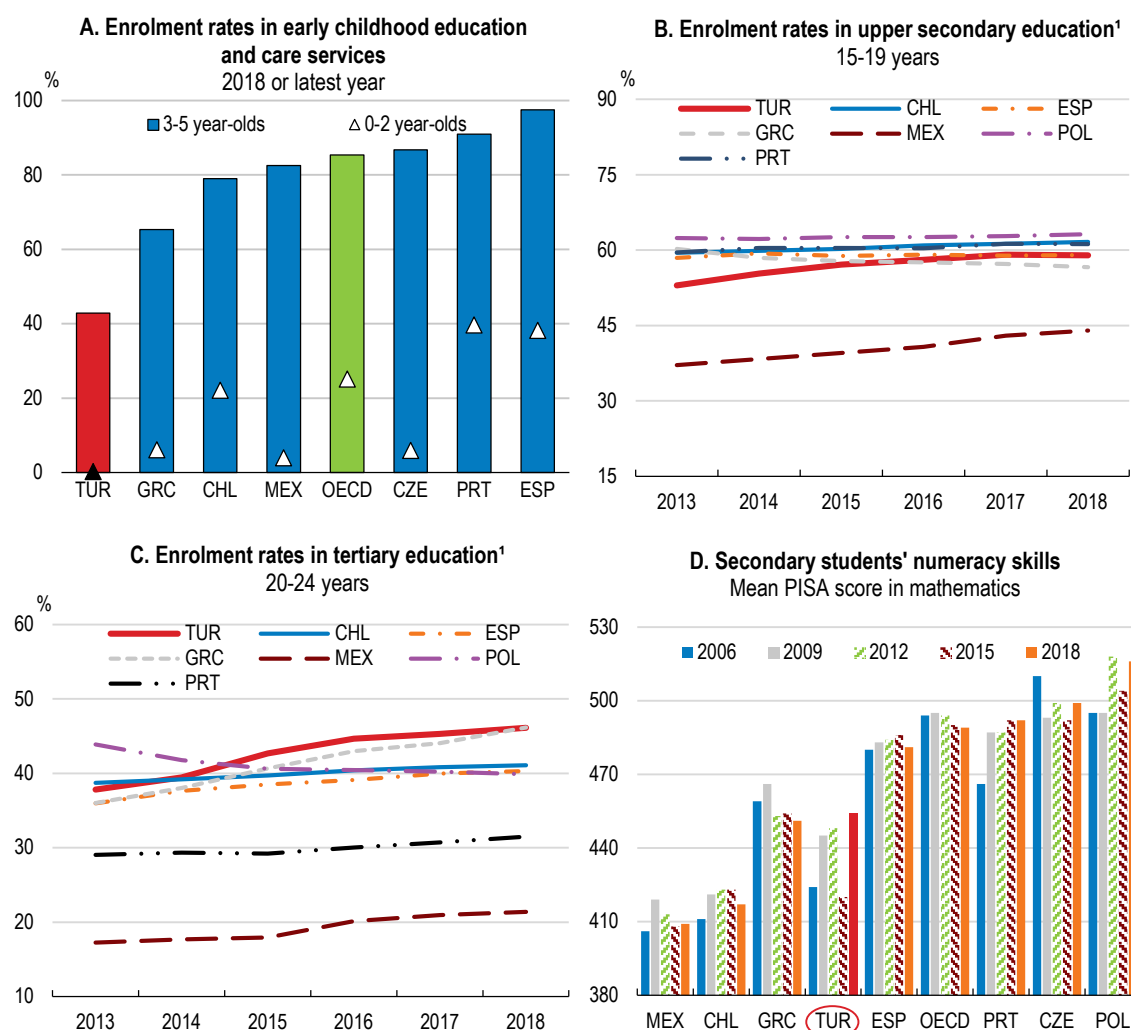 A. Enrolment rates in early childhood education
and care services
2018 or latest year
%
3-5 year-olds
0-2 year-olds
100
80
60
40
20
0
TUR GRC CHL MEX OECD CZE PRT ESP
B. Enrolment rates in upper secondary education¹
15-19 years
%
TUR CHL ESP
GRC MEX POL
PRT
90
75
60
45
30
15
2013 2014 2015 2016 2017 2018
C. Enrolment rates in tertiary education¹
20-24 years
%
TUR CHL ESP
GRC MEX POL
PRT
60
50
40
30
20
10
2013 2014 2015 2016 2017 2018
D. Secondary students' numeracy skills
Mean PISA score in mathematics
2006 2009 2012 2015 2018
530
500
470
440
410
380
MEX CHL GRC TUR ESP OECD PRT CZE POL